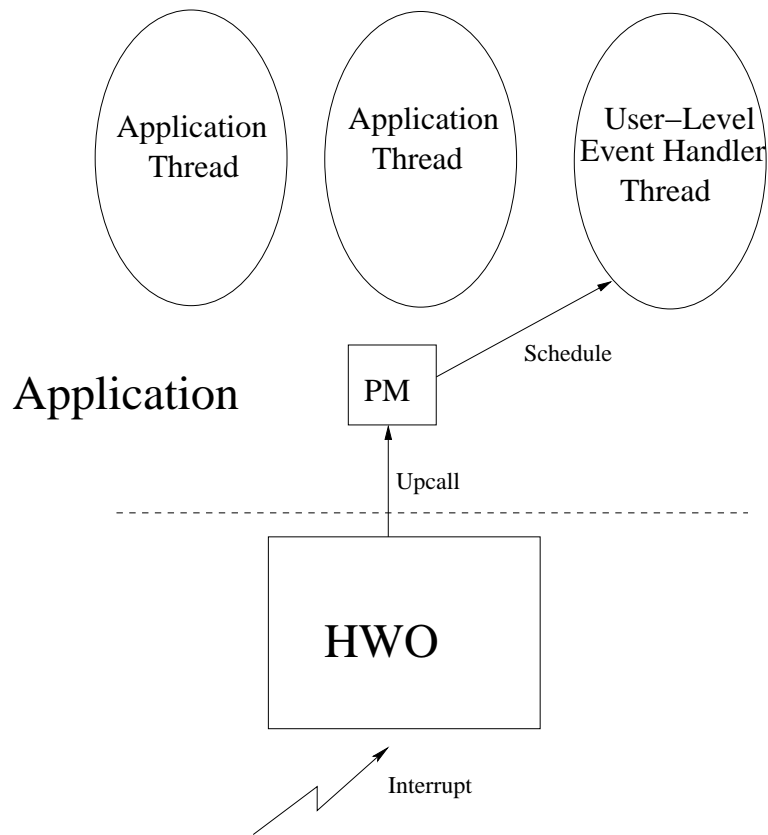 Application
Thread
Application
Thread
User–Level
Event Handler
Thread
Schedule
Application
PM
Upcall
HWO
Interrupt